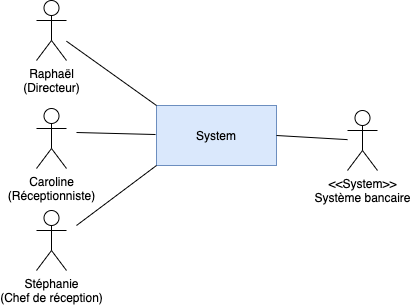 Raphaël
(Directeur)
System
Caroline
(Réceptionniste)
<<System>>
Système bancaire
Stéphanie
(Chef de réception)